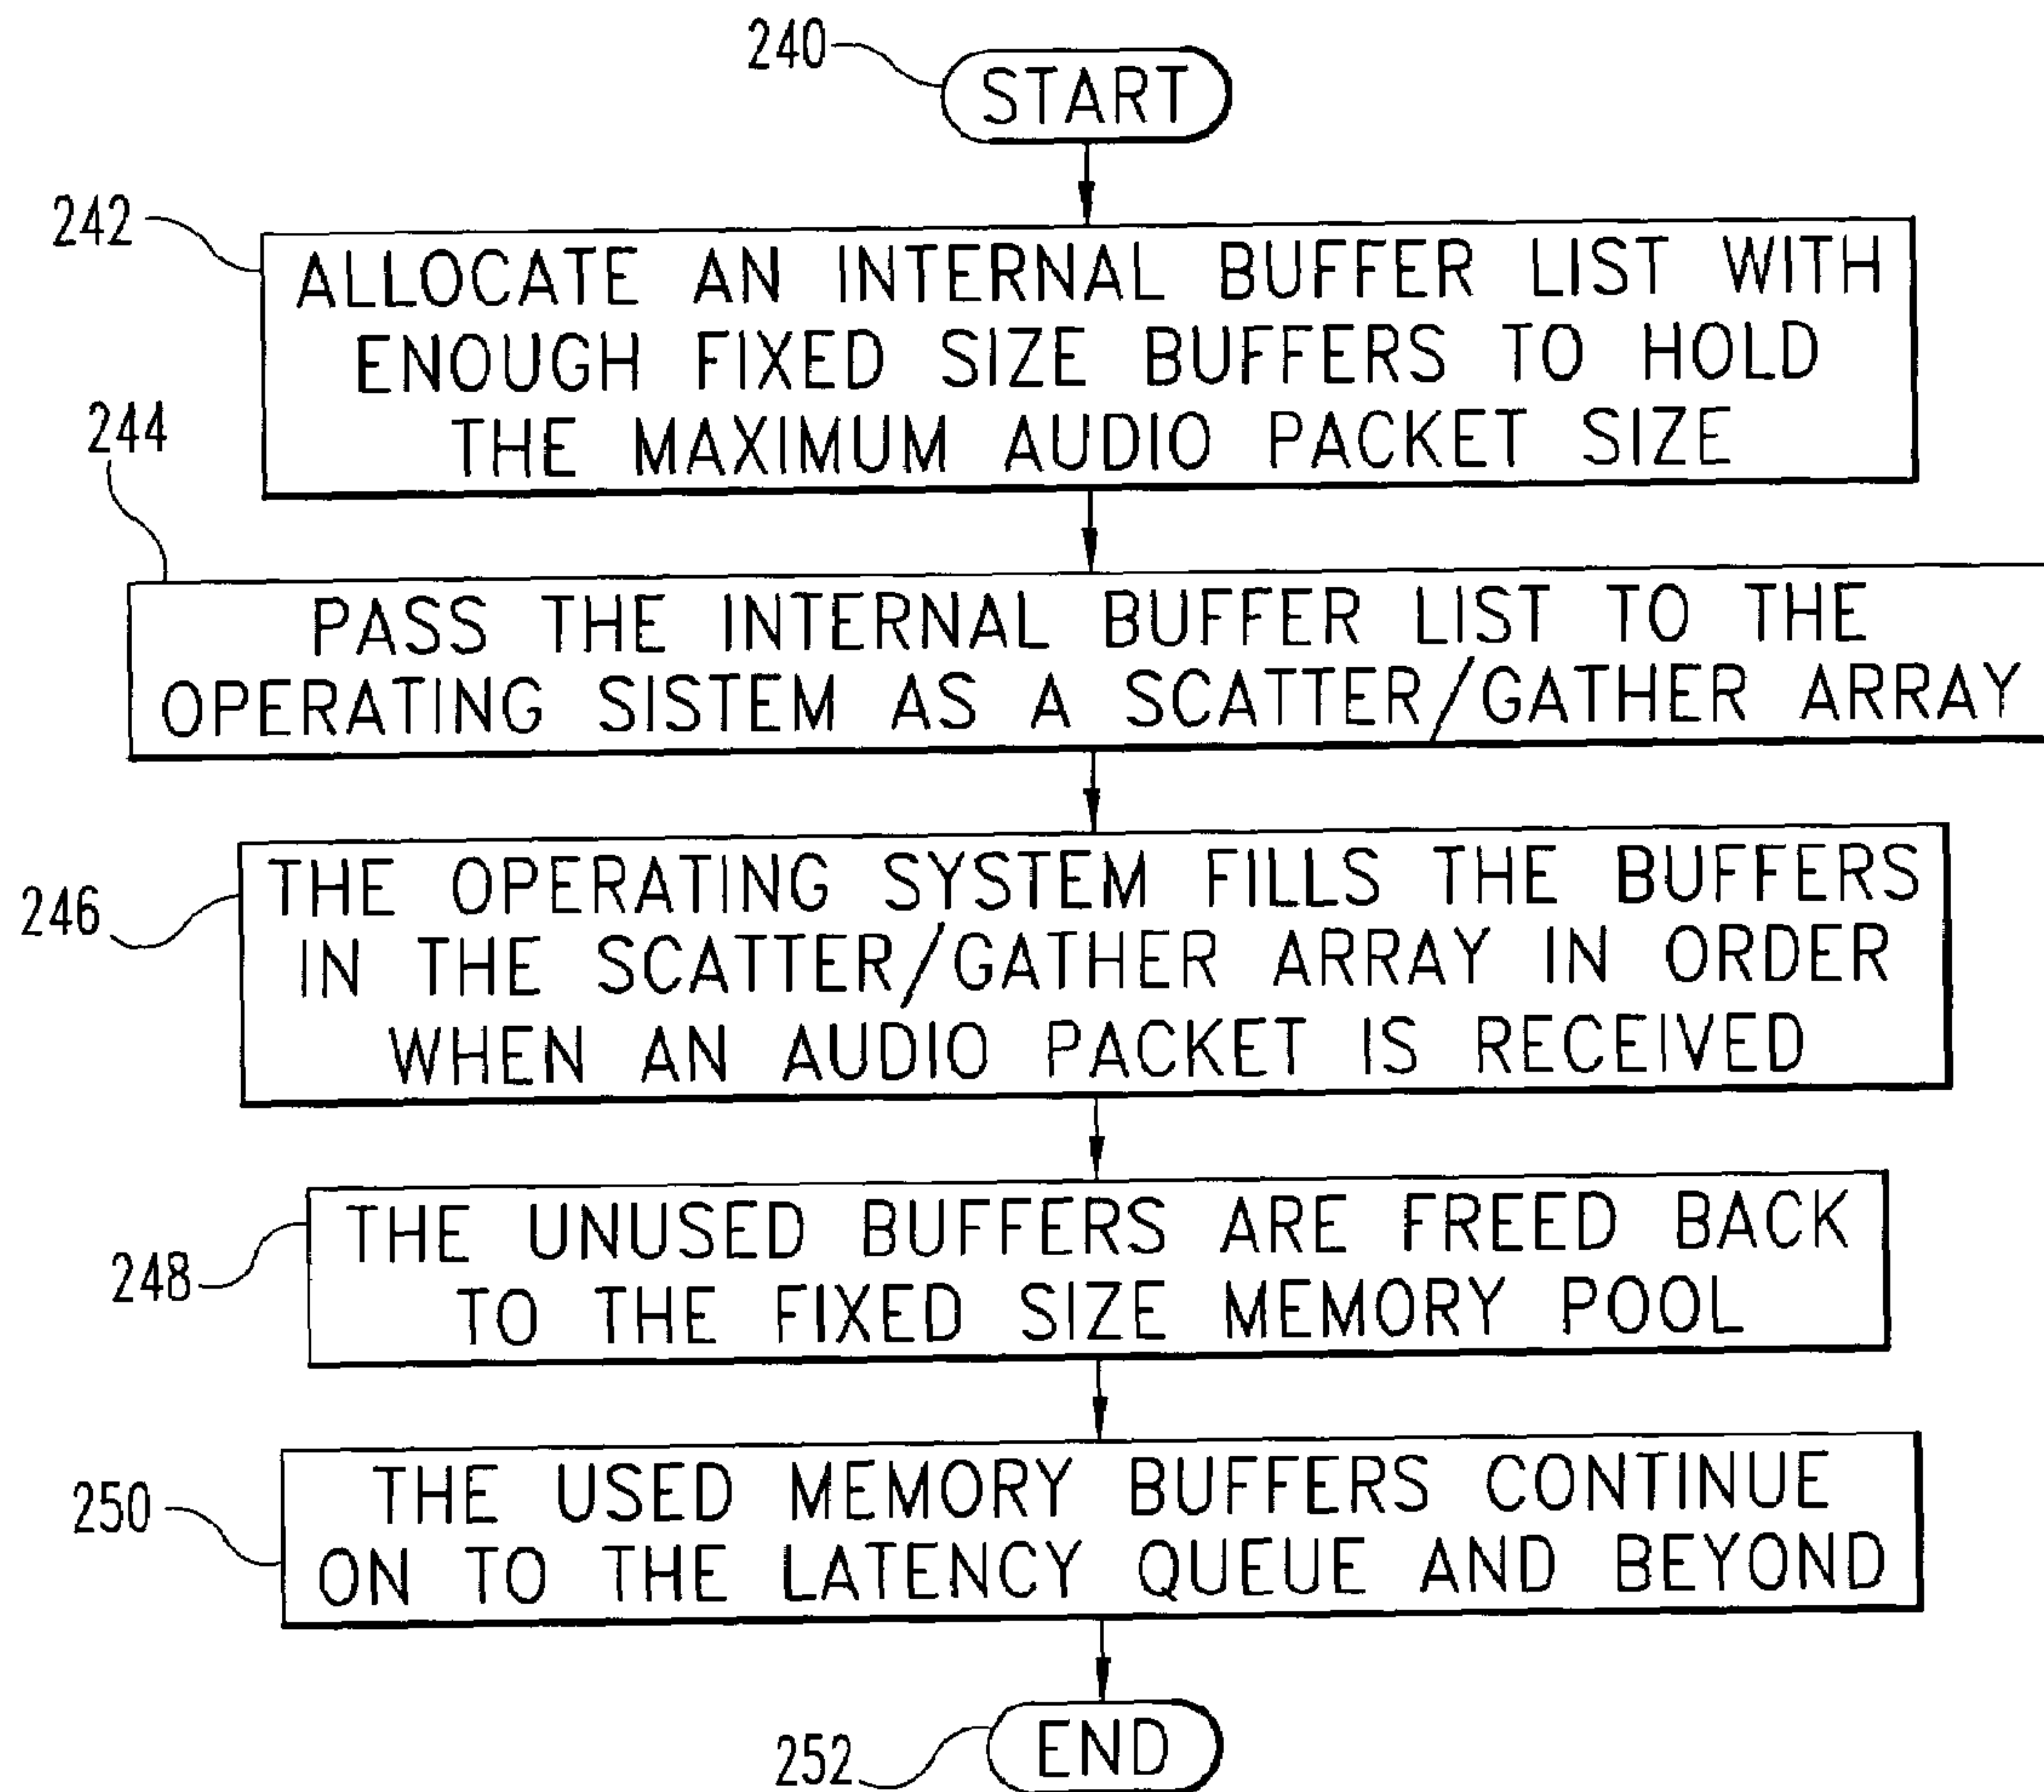 240
START
242
ALLOCATE AN INTERNAL BUFFER LIST WITH
ENOUGH FIXED SIZE BUFFERS TO HOLD
THE MAXIMUM AUDIO PACKET SIZE
244
PASS THE INTERNAL BUFFER LIST TO THE
OPERATING SISTEM AS A SCATTER/GATHER ARRAY
246
THE OPERATING SYSTEM FILLS THE BUFFERS
IN THE SCATTER/GATHER ARRAY IN ORDER
WHEN AN AUDIO PACKET IS RECEIVED
248
THE UNUSED BUFFERS ARE FREED BACK
TO THE FIXED SIZE MEMORY POOL
250
THE USED MEMORY BUFFERS CONTINUE
ON TO THE LATENCY QUEUE AND BEYOND
252
END